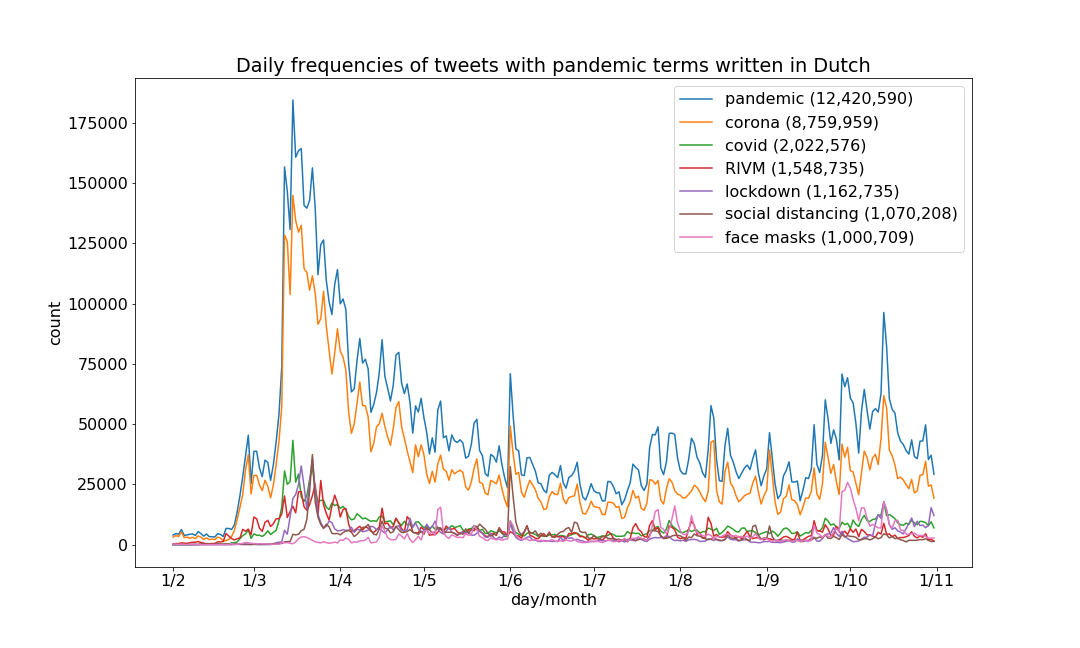 Daily frequencies of tweets with pandemic terms written in Dutch
pandemic (12,420,590)
corona (8,759,959)
covid (2,022,576)
RIVM (1,548,735)
lockdown (1,162,735)
social distancing (1,070,208)
face masks (1,000,709)
175000
150000
125000
100000
75000
50000
25000
0
count
1/2 1/3 1/4 1/5 1/6 1/7 1/8 1/9 1/10 1/11
day/month